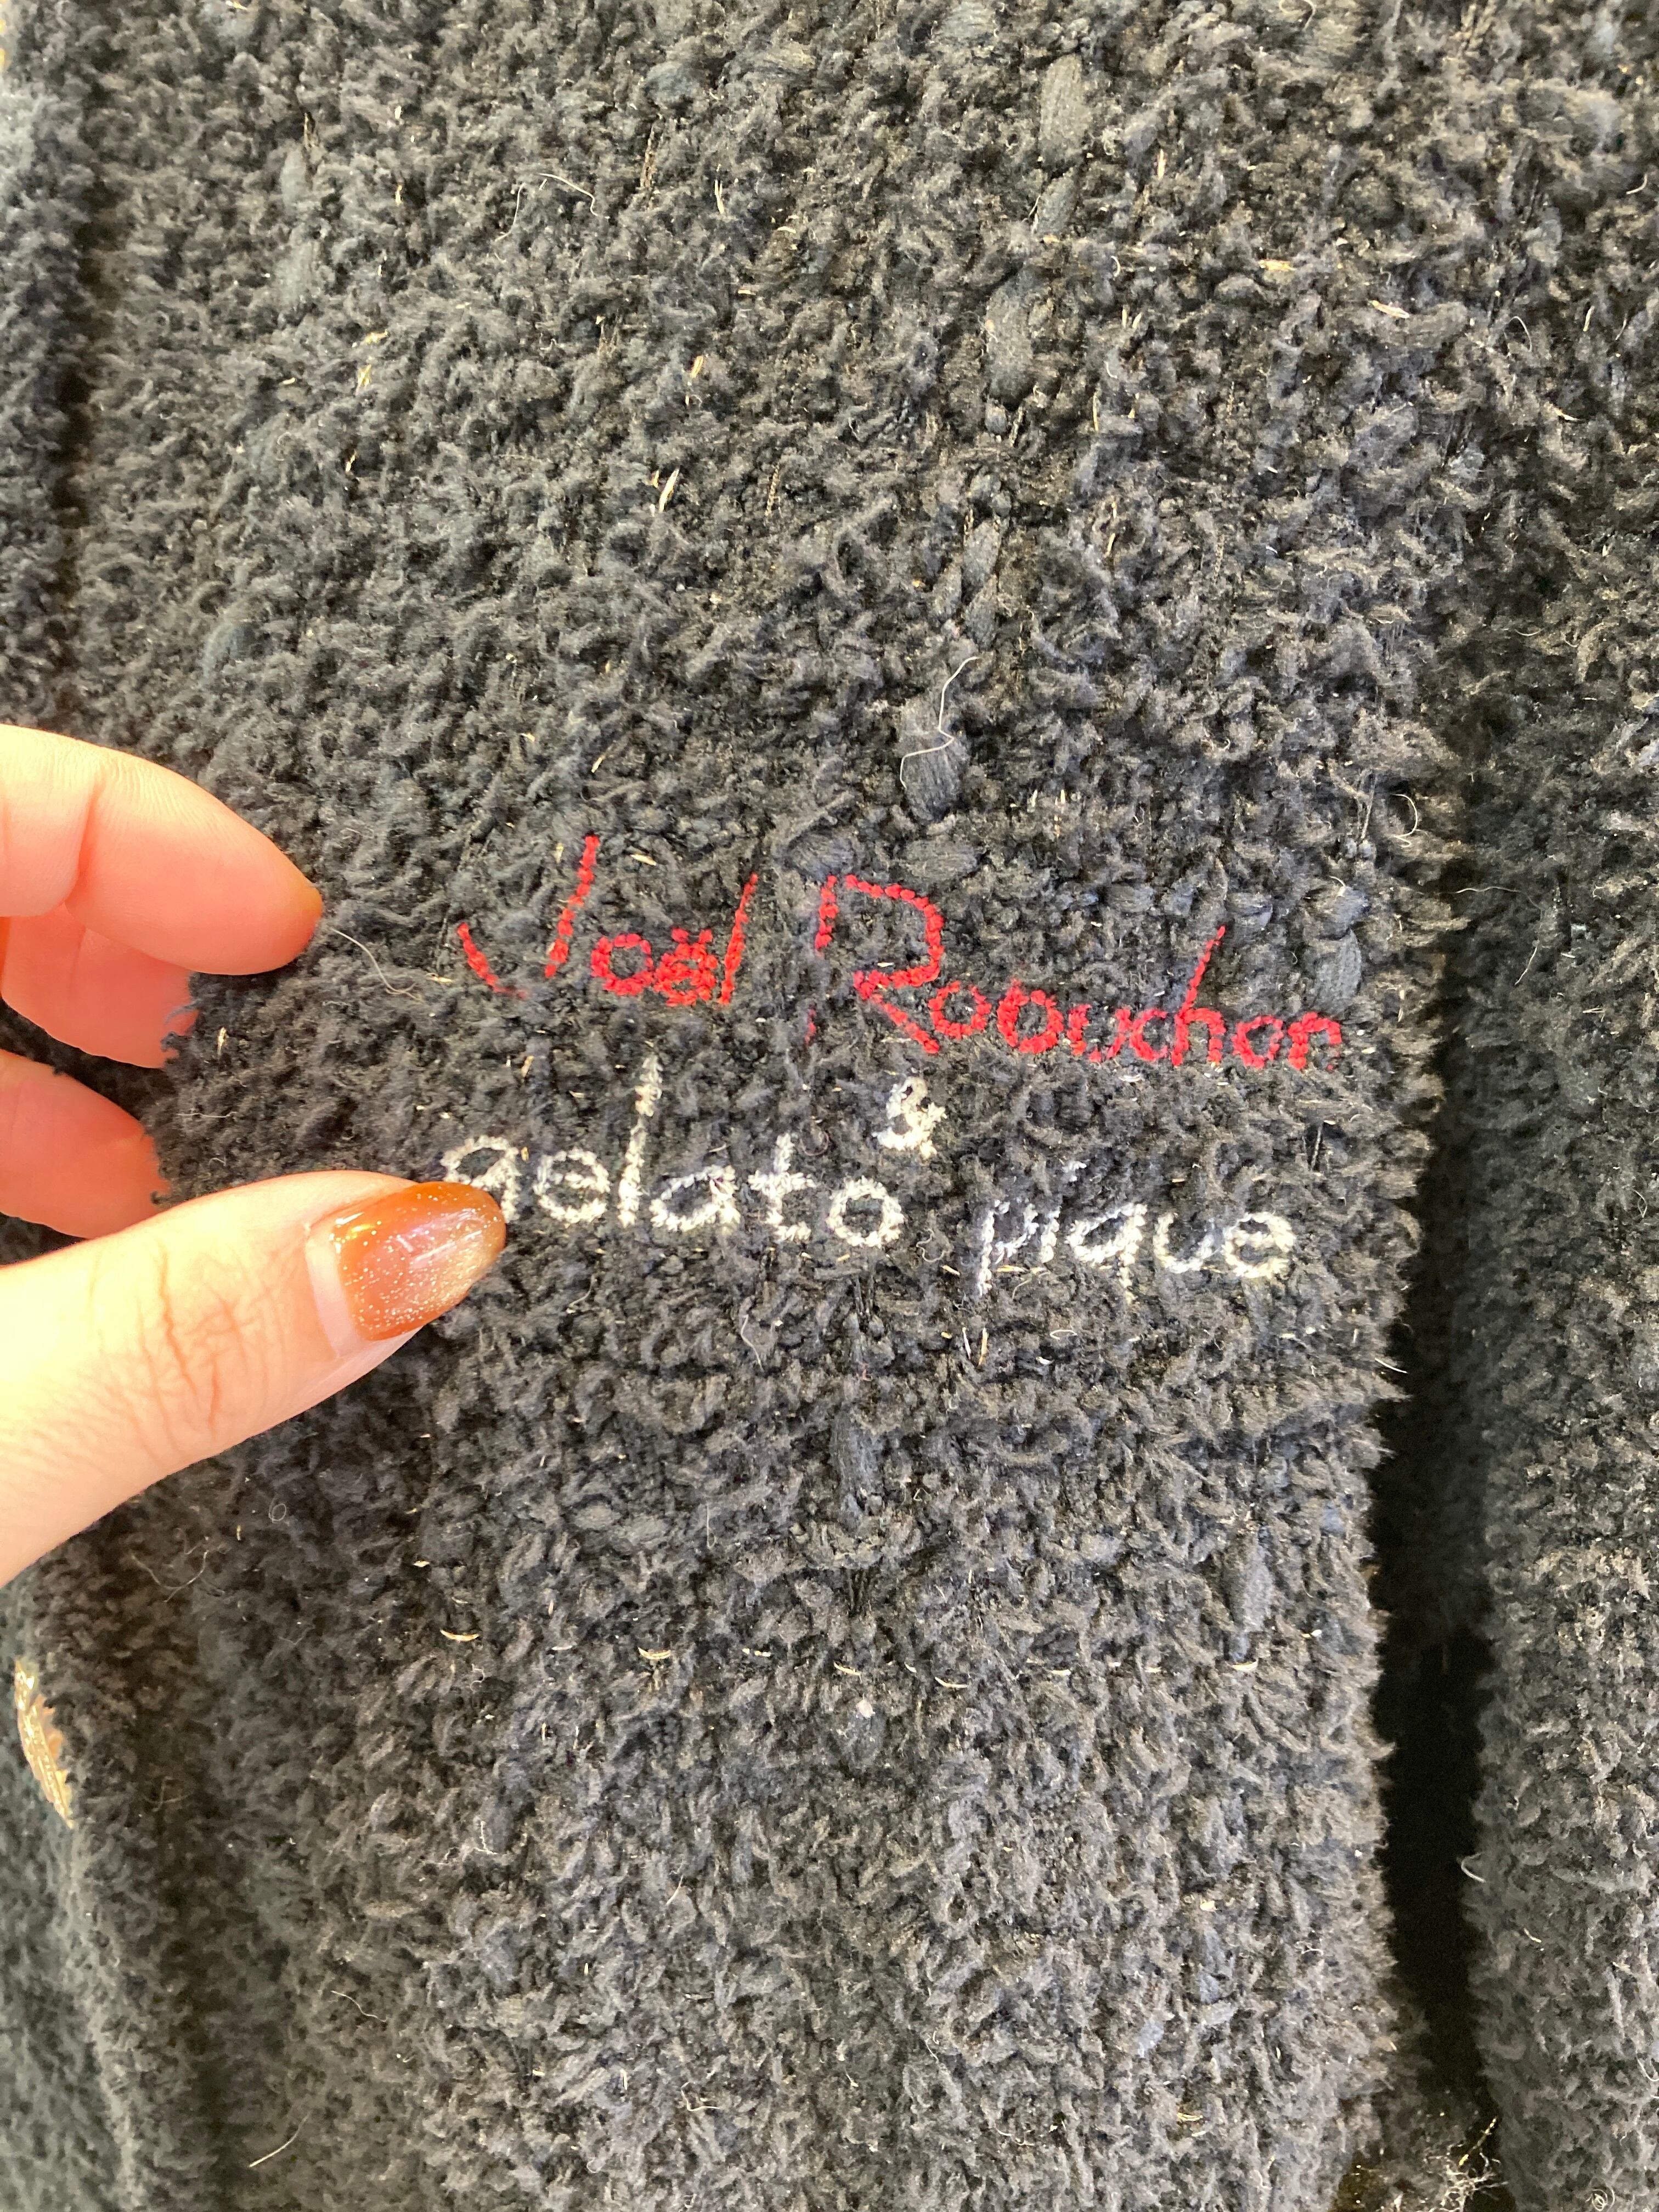 Joël Robuchon
&
gelato pique